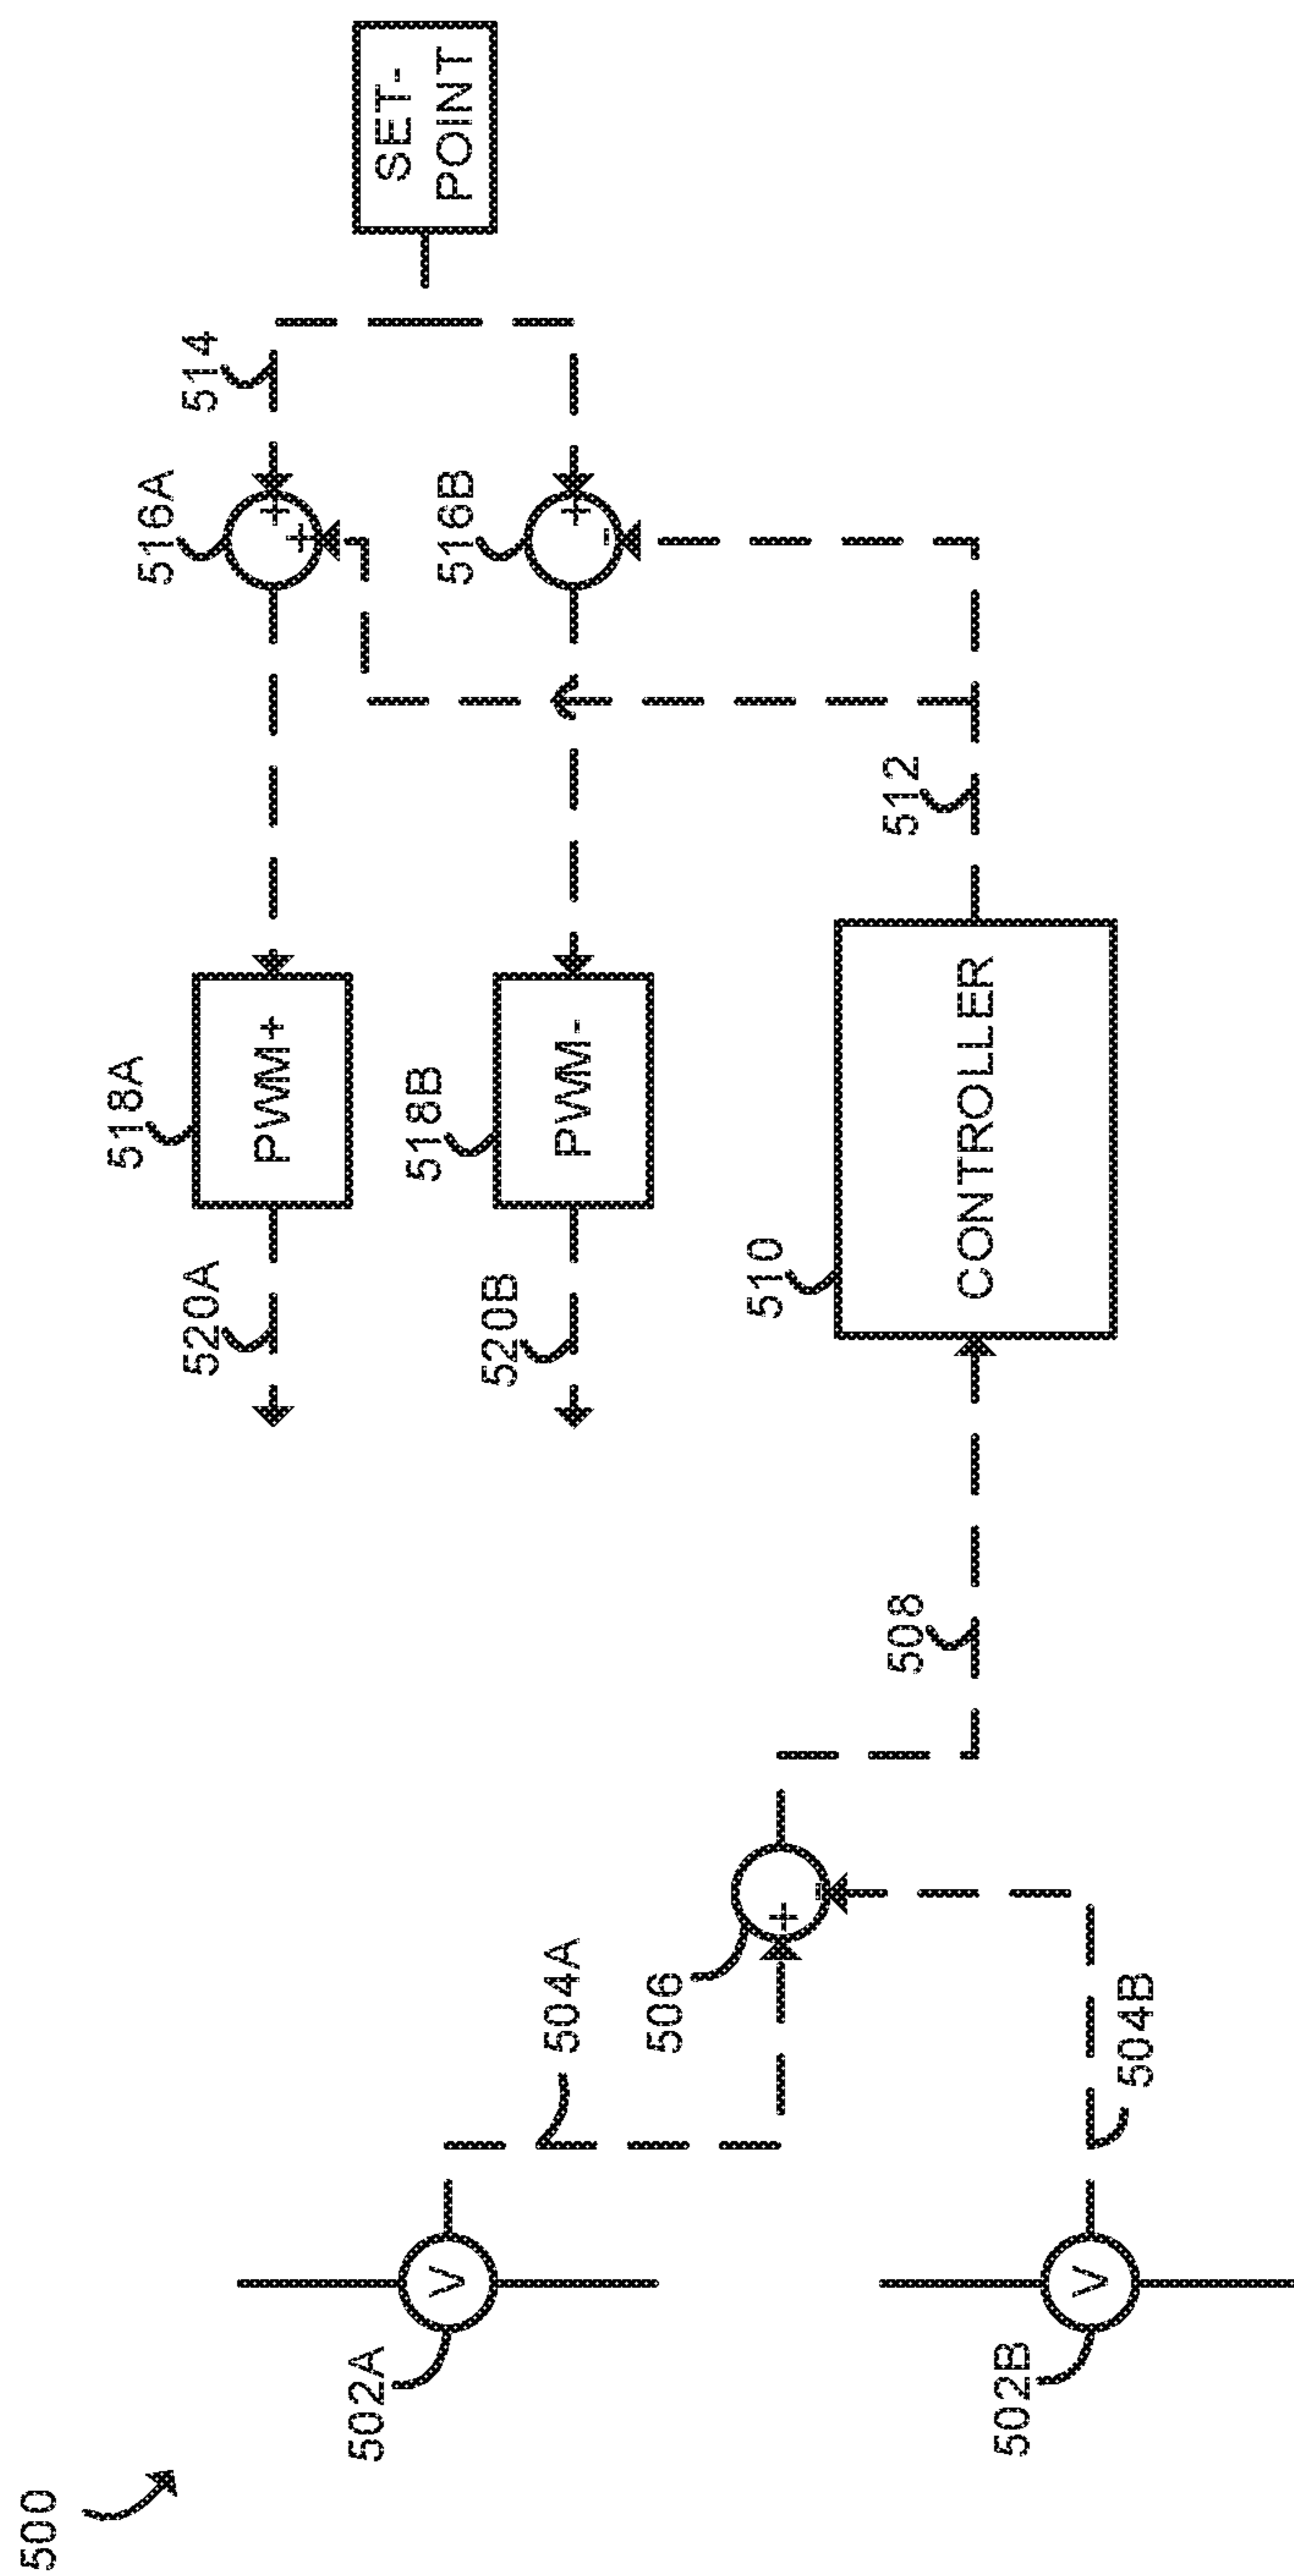 500
502A
V
504A
502B
V
504B
506
+
-
508
510
CONTROLLER
512
518A
PWM+
520A
518B
PWM-
520B
516A
+
+
516B
+
-
514
SET-
POINT